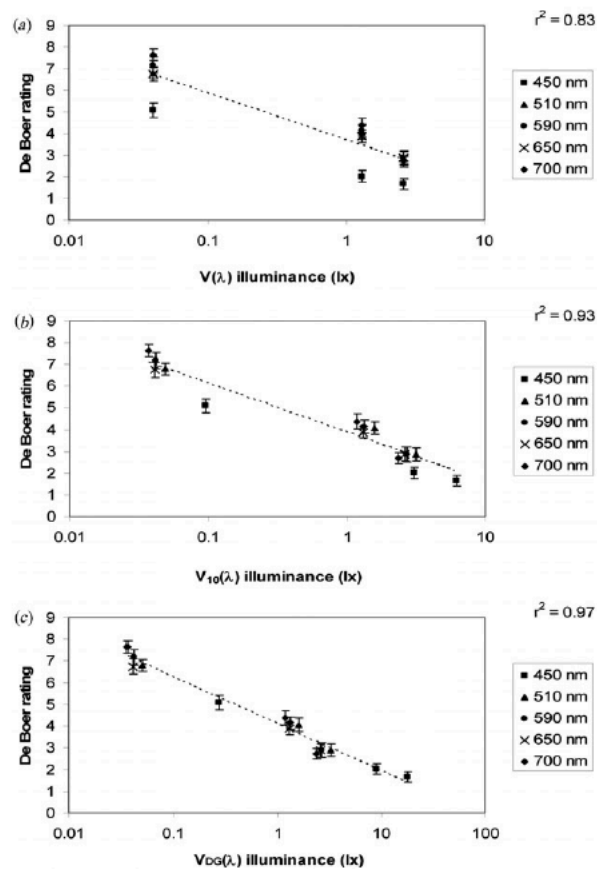 (a)
r² = 0.83
De Boer rating
9
8
7
6
5
4
3
2
1
0
0.01 0.1 1 10
V(λ) illuminance (lx)
■ 450 nm
▲ 510 nm
● 590 nm
× 650 nm
◆ 700 nm
(b)
r² = 0.93
De Boer rating
9
8
7
6
5
4
3
2
1
0
0.01 0.1 1 10
V₁₀(λ) illuminance (lx)
■ 450 nm
▲ 510 nm
● 590 nm
× 650 nm
◆ 700 nm
(c)
r² = 0.97
De Boer rating
9
8
7
6
5
4
3
2
1
0
0.01 0.1 1 10 100
VDG(λ) illuminance (lx)
■ 450 nm
▲ 510 nm
● 590 nm
× 650 nm
◆ 700 nm